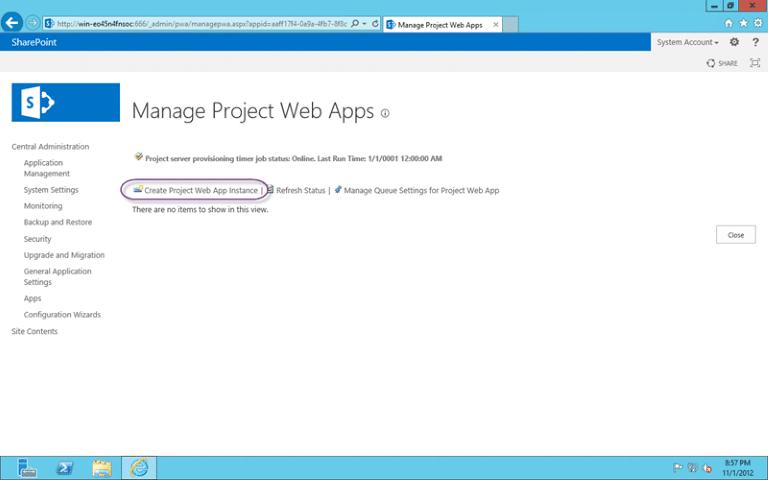 http://win-eo45n4fnsoc:666/_admin/pwa/managepwa.aspx?appid=aaff17f4-0a9a-4fb7-8f8c
Manage Project Web Apps
SharePoint
System Account
SHARE
S
Manage Project Web Apps
Central Administration
Application
Management
System Settings
Monitoring
Backup and Restore
Security
Upgrade and Migration
General Application
Settings
Apps
Configuration Wizards
Site Contents
Project server provisioning timer job status: Online. Last Run Time: 1/1/0001 12:00:00 AM
Create Project Web App Instance | Refresh Status | Manage Queue Settings for Project Web App
There are no items to show in this view.
Close
8:57 PM
11/1/2012